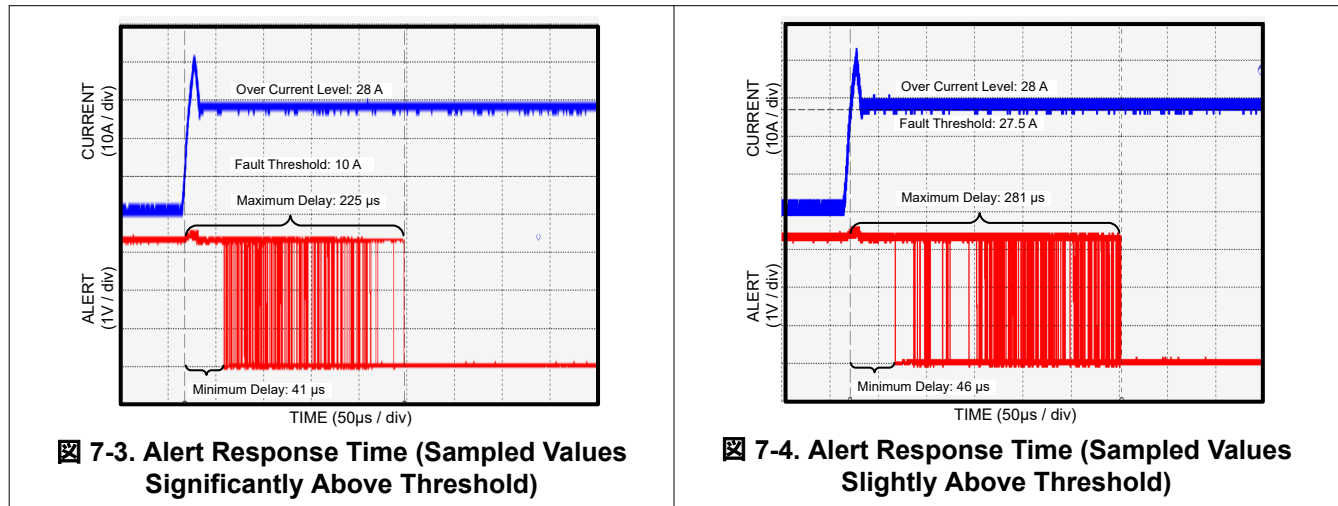 CURRENT
(10A / div)
Over Current Level: 28 A
Fault Threshold: 10 A
Maximum Delay: 225 µs
ALERT
(1V / div)
Minimum Delay: 41 µs
TIME (50µs / div)
図 7-3. Alert Response Time (Sampled Values
Significantly Above Threshold)
CURRENT
(10A / div)
Over Current Level: 28 A
Fault Threshold: 27.5 A
Maximum Delay: 281 µs
ALERT
(1V / div)
Minimum Delay: 46 µs
TIME (50µs / div)
図 7-4. Alert Response Time (Sampled Values
Slightly Above Threshold)